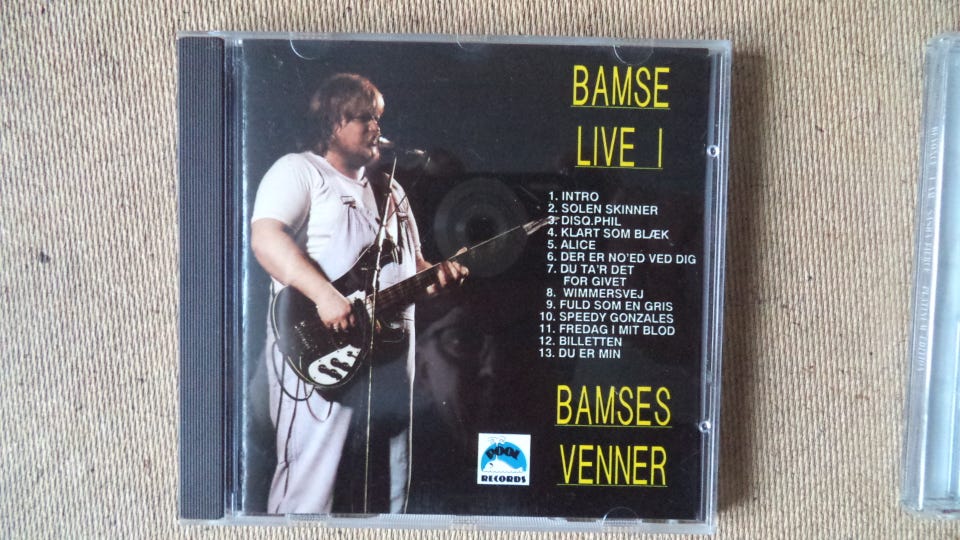 BAMSE
LIVE I
1. INTRO
2. SOLEN SKINNER
3. DISQ.PHIL
4. KLART SOM BLÆK
5. ALICE
6. DER ER NO'ED VED DIG
7. DU TA'R DET
FOR GIVET
8. WIMMERSVEJ
9. FULD SOM EN GRIS
10. SPEEDY GONZALES
11. FREDAG I MIT BLOD
12. BILLETTEN
13. DU ER MIN
BAMSES
VENNER
POOL
RECORDS